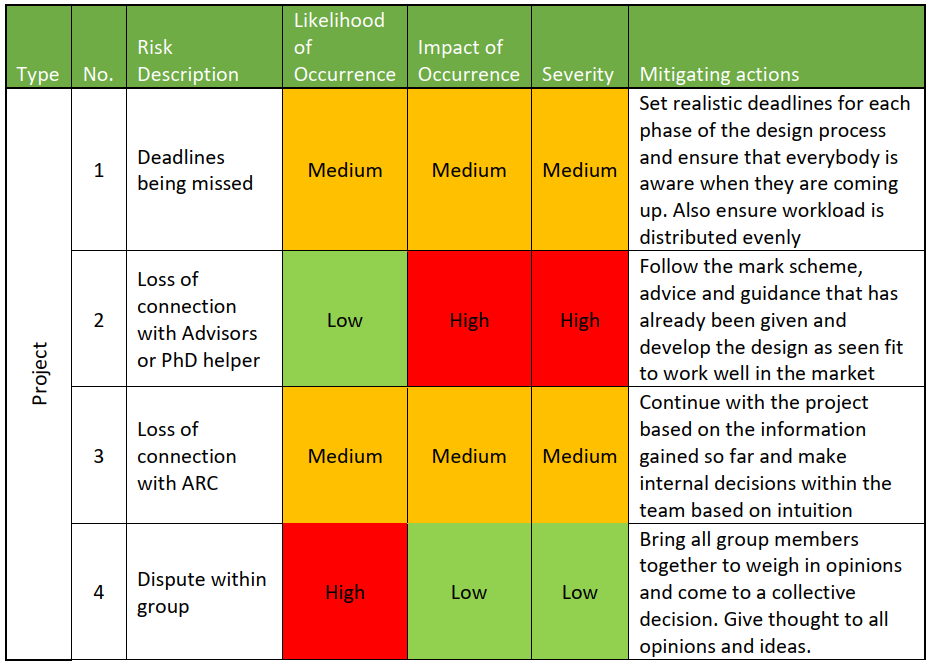 Type No. Risk Description Likelihood of Occurrence Impact of Occurrence Severity Mitigating actions
Project
1
Deadlines
being missed
Medium
Medium
Medium
Set realistic deadlines for each
phase of the design process
and ensure that everybody is
aware when they are coming
up. Also ensure workload is
distributed evenly
2
Loss of
connection
with Advisors
or PhD helper
Low
High
High
Follow the mark scheme,
advice and guidance that has
already been given and
develop the design as seen fit
to work well in the market
3
Loss of
connection
with ARC
Medium
Medium
Medium
Continue with the project
based on the information
gained so far and make
internal decisions within the
team based on intuition
4
Dispute within
group
High
Low
Low
Bring all group members
together to weigh in opinions
and come to a collective
decision. Give thought to all
opinions and ideas.